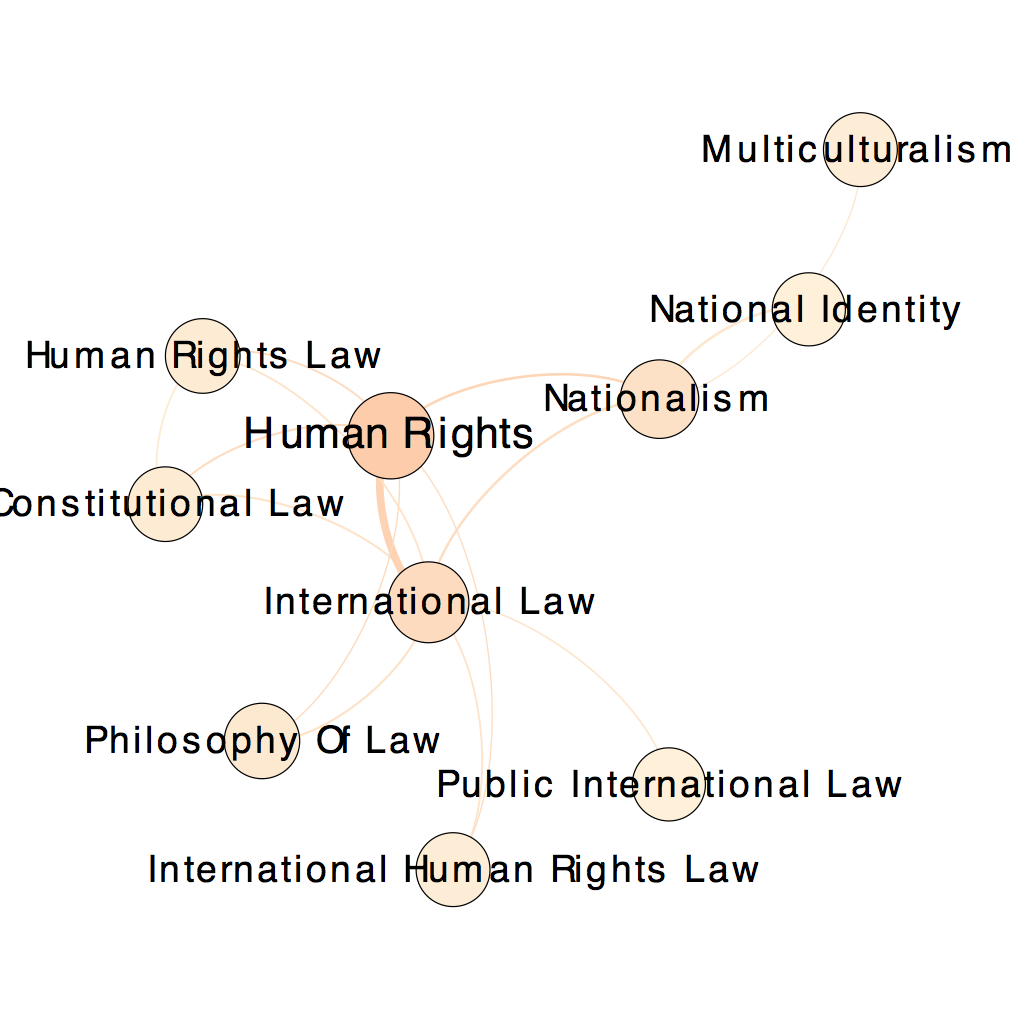 Multiculturalism
National Identity
Human Rights Law
Nationalism
Human Rights
Constitutional Law
International Law
Philosophy Of Law
Public International Law
International Human Rights Law